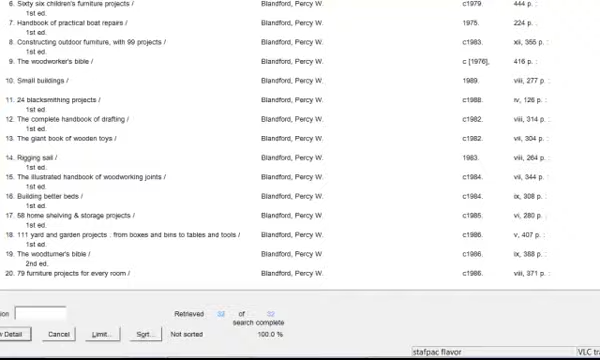 6. Sixty six children's furniture projects / Blandford, Percy W. c1979. 444 p. :
1st ed.
7. Handbook of practical boat repairs / Blandford, Percy W. 1975. 224 p. :
1st ed.
8. Constructing outdoor furniture, with 99 projects / Blandford, Percy W. c1983. xii, 355 p. :
1st ed.
9. The woodworker's bible / Blandford, Percy W. c [1976], 416 p. :
10. Small buildings / Blandford, Percy W. 1989. viii, 277 p. :
11. 24 blacksmithing projects / Blandford, Percy W. c1988. iv, 126 p. :
1st ed.
12. The complete handbook of drafting / Blandford, Percy W. c1982. viii, 314 p. :
1st ed.
13. The giant book of wooden toys / Blandford, Percy W. c1982. vii, 304 p. :
14. Rigging sail / Blandford, Percy W. 1983. viii, 264 p. :
1st ed.
15. The illustrated handbook of woodworking joints / Blandford, Percy W. c1984. vii, 344 p. :
1st ed.
16. Building better beds / Blandford, Percy W. c1984. ix, 308 p. :
1st ed.
17. 58 home shelving & storage projects / Blandford, Percy W. c1985. vi, 280 p. :
1st ed.
18. 111 yard and garden projects : from boxes and bins to tables and tools / Blandford, Percy W. c1986. v, 407 p. :
1st ed.
19. The woodturner's bible / Blandford, Percy W. c1986. ix, 388 p. :
2nd ed.
20. 79 furniture projects for every room / Blandford, Percy W. c1986. viii, 371 p. :
Retrieved 32 of 32
search complete
Detail Cancel Limit... Sort... Not sorted 100.0 %
stafpac flavor VLC